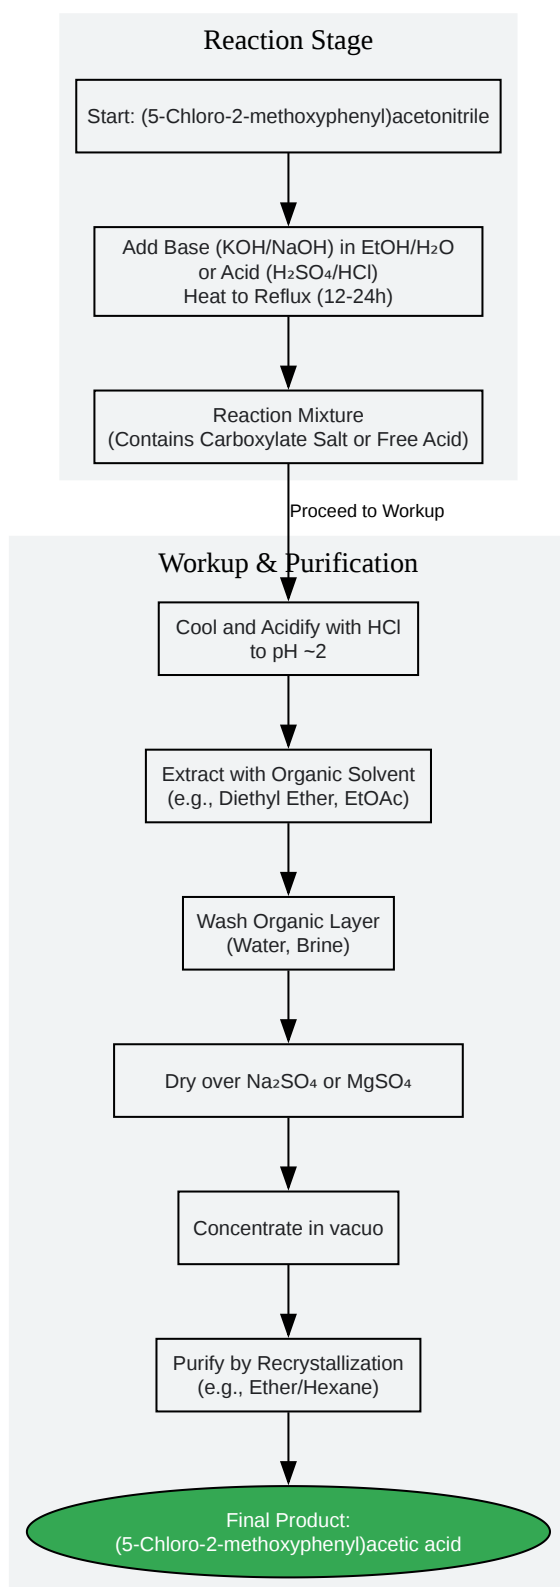 Reaction Stage
Start: (5-Chloro-2-methoxyphenyl)acetonitrile
Add Base (KOH/NaOH) in EtOH/H₂O
or Acid (H₂SO₄/HCl)
Heat to Reflux (12-24h)
Reaction Mixture
(Contains Carboxylate Salt or Free Acid)
Proceed to Workup
Workup & Purification
Cool and Acidify with HCl
to pH ~2
Extract with Organic Solvent
(e.g., Diethyl Ether, EtOAc)
Wash Organic Layer
(Water, Brine)
Dry over Na₂SO₄ or MgSO₄
Concentrate in vacuo
Purify by Recrystallization
(e.g., Ether/Hexane)
Final Product:
(5-Chloro-2-methoxyphenyl)acetic acid